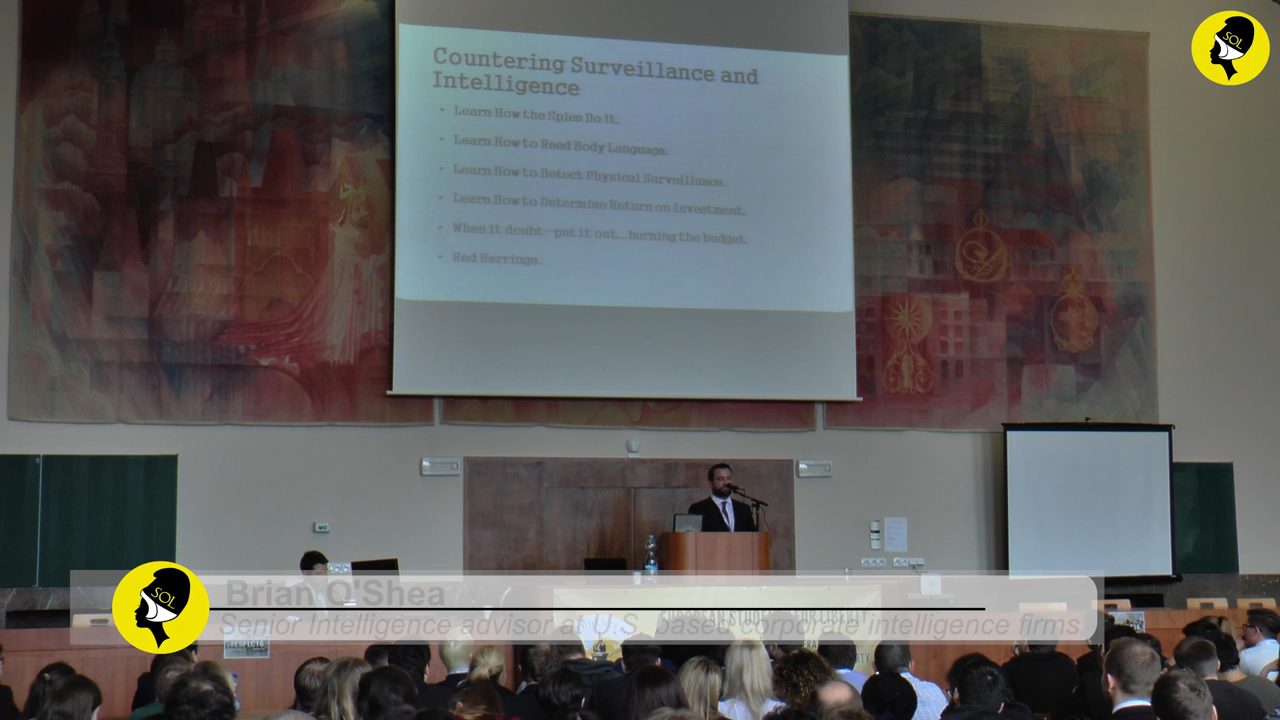 SOL
Countering Surveillance and
Intelligence
• Learn How the Spies Do It.
• Learn How to Read Body Language.
• Learn How to Detect Physical Surveillance.
• Learn How to Determine Return on Investment.
• When it doubt—put it out...burning the budget.
• Red Herrings.
SOL
Brian O'Shea
Senior Intelligence advisor at U.S. based corporate intelligence firms